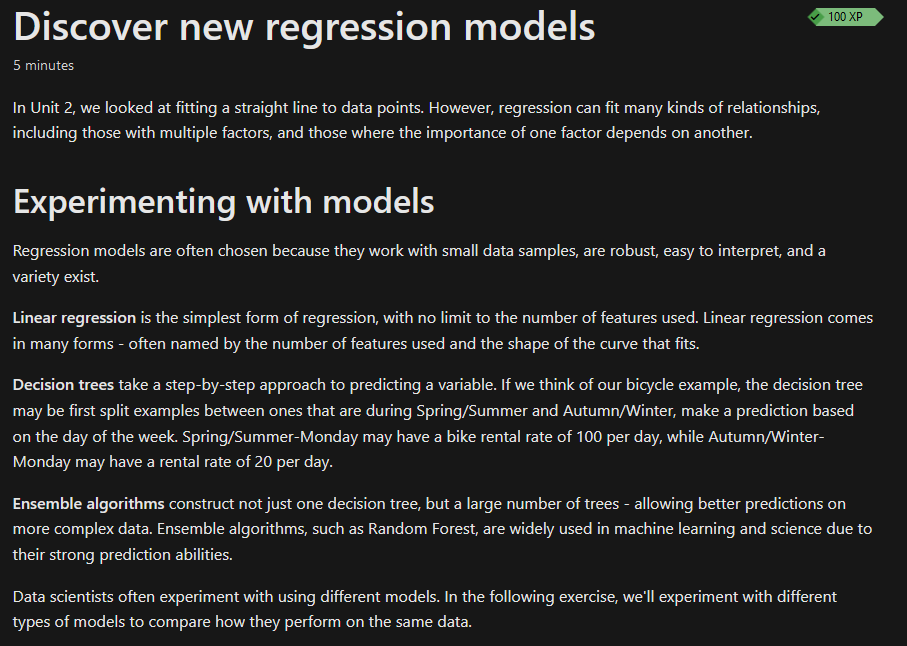 Discover new regression models
100 XP
5 minutes
In Unit 2, we looked at fitting a straight line to data points. However, regression can fit many kinds of relationships,
including those with multiple factors, and those where the importance of one factor depends on another.
Experimenting with models
Regression models are often chosen because they work with small data samples, are robust, easy to interpret, and a
variety exist.
Linear regression is the simplest form of regression, with no limit to the number of features used. Linear regression comes
in many forms - often named by the number of features used and the shape of the curve that fits.
Decision trees take a step-by-step approach to predicting a variable. If we think of our bicycle example, the decision tree
may be first split examples between ones that are during Spring/Summer and Autumn/Winter, make a prediction based
on the day of the week. Spring/Summer-Monday may have a bike rental rate of 100 per day, while Autumn/Winter-
Monday may have a rental rate of 20 per day.
Ensemble algorithms construct not just one decision tree, but a large number of trees - allowing better predictions on
more complex data. Ensemble algorithms, such as Random Forest, are widely used in machine learning and science due to
their strong prediction abilities.
Data scientists often experiment with using different models. In the following exercise, we'll experiment with different
types of models to compare how they perform on the same data.